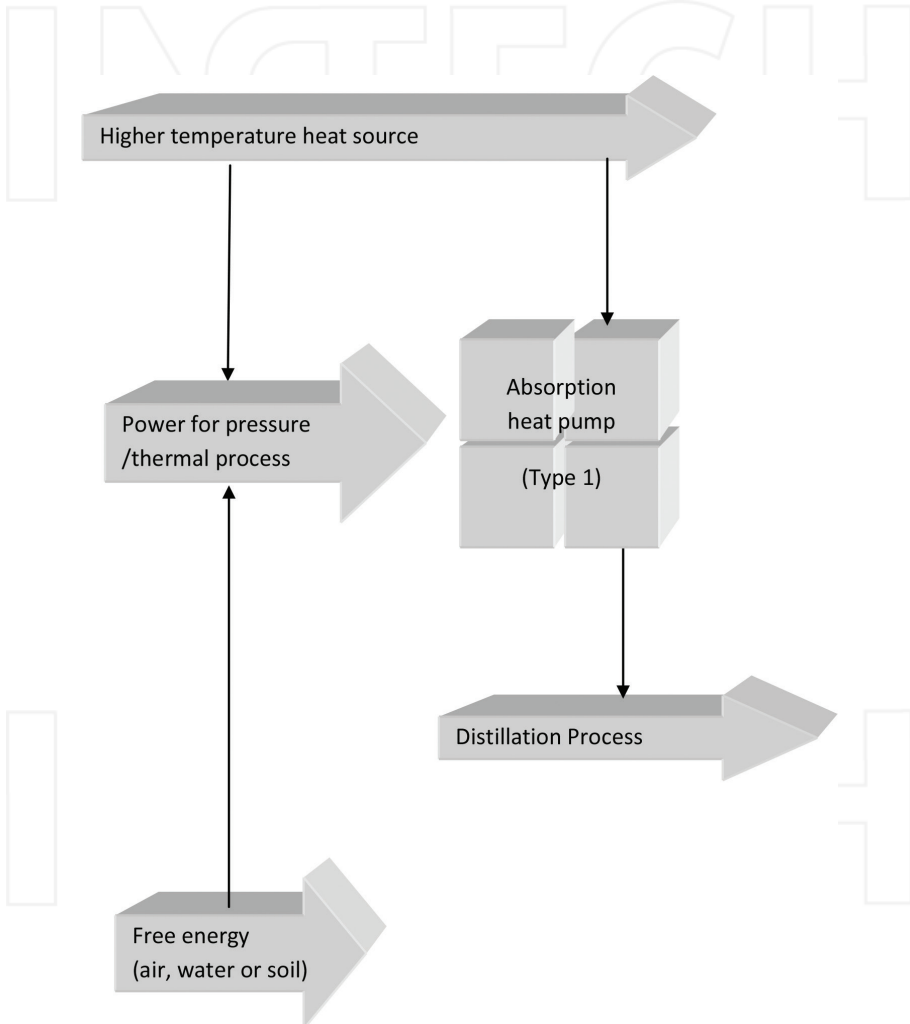 Higher temperature heat source
Power for pressure
/thermal process
Absorption
heat pump
(Type 1)
Distillation Process
Free energy
(air, water or soil)